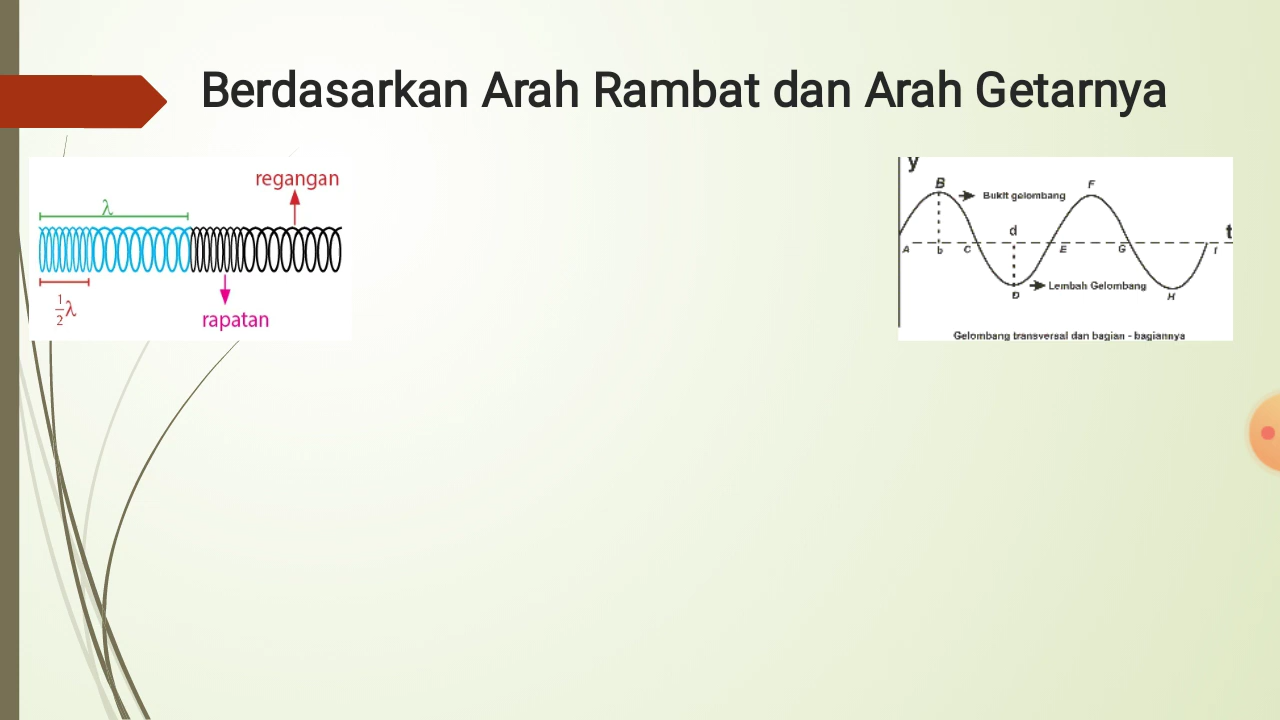 Berdasarkan Arah Rambat dan Arah Getarnya
regangan
λ
1/2 λ
rapatan
y
B
Bukit gelombang
F
d
t
A b C E G I
Lembah Gelombang
D H
Gelombang transversal dan bagian - bagiannya